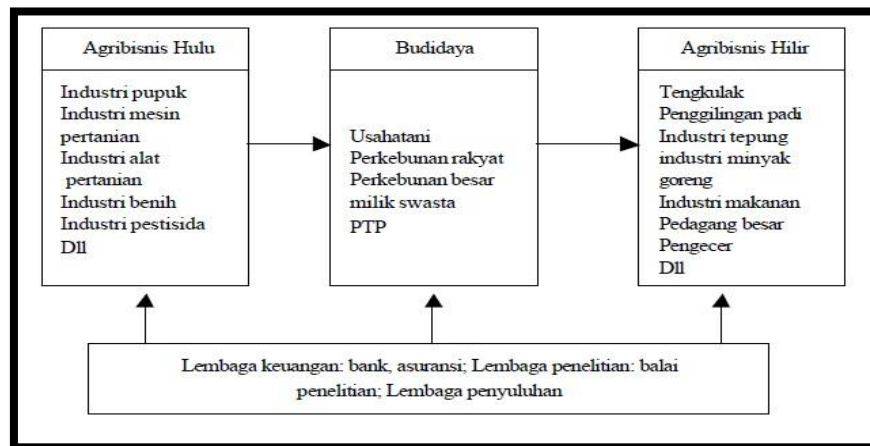 Agribisnis Hulu
Industri pupuk
Industri mesin
pertanian
Industri alat
pertanian
Industri benih
Industri pestisida
Dll
Budidaya
Usahatani
Perkebunan rakyat
Perkebunan besar
milik swasta
PTP
Agribisnis Hilir
Tengkulak
Penggilingan padi
Industri tepung
industri minyak
goreng
Industri makanan
Pedagang besar
Pengecer
Dll
Lembaga keuangan: bank, asuransi; Lembaga penelitian: balai
penelitian; Lembaga penyuluhan